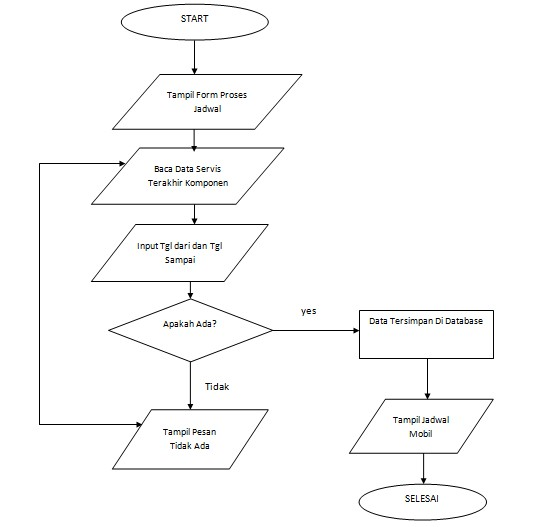 START
Tampil Form Proses
Jadwal
Baca Data Servis
Terakhir Komponen
Input Tgl dari dan Tgl
Sampai
Apakah Ada?
yes
Data Tersimpan Di Database
Tidak
Tampil Pesan
Tidak Ada
Tampil Jadwal
Mobil
SELESAI